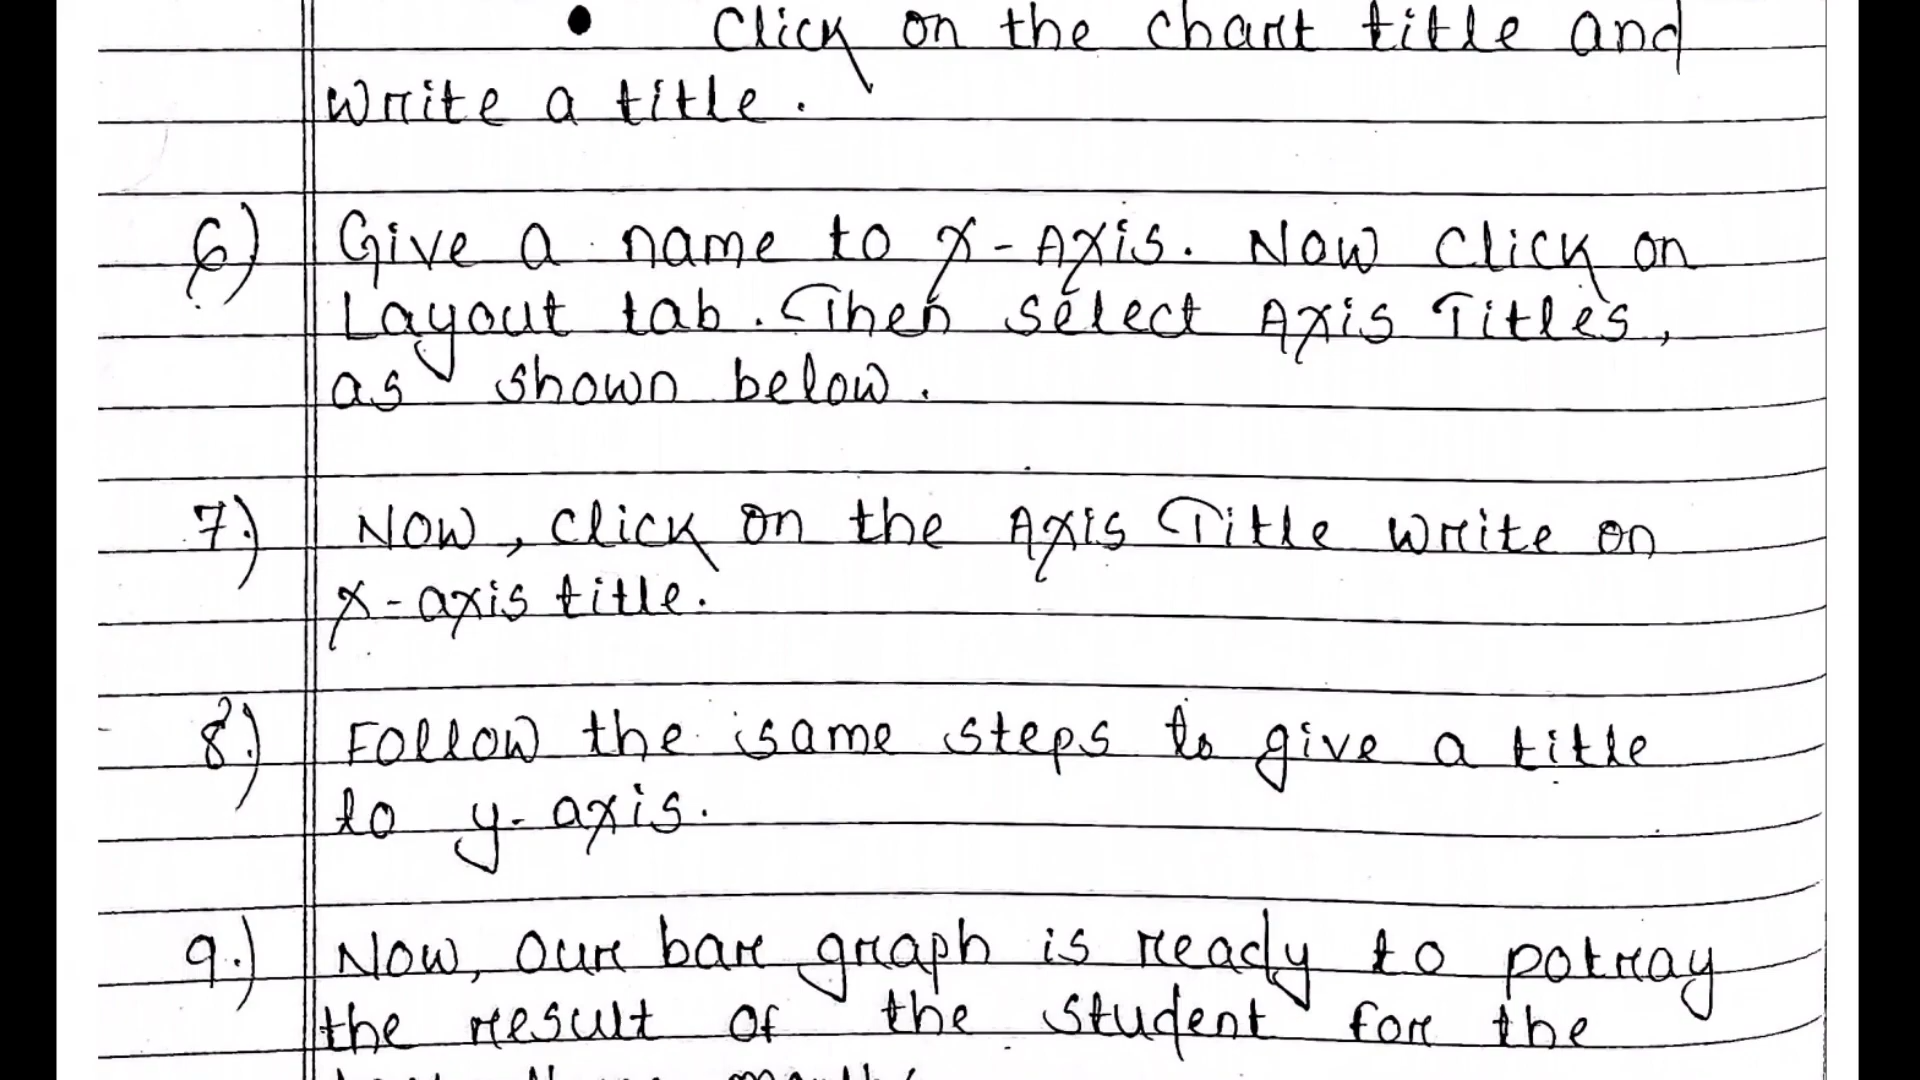 • Click on the chart title and
write a title.
6) Give a name to X-Axis. Now Click on
Layout tab. Then select Axis Titles,
as shown below.
7.) Now, click on the Axis Title write on
X-axis title.
8.) Follow the same steps to give a title
to y-axis.
9.) Now, our bar graph is ready to potray
the result of the student for the